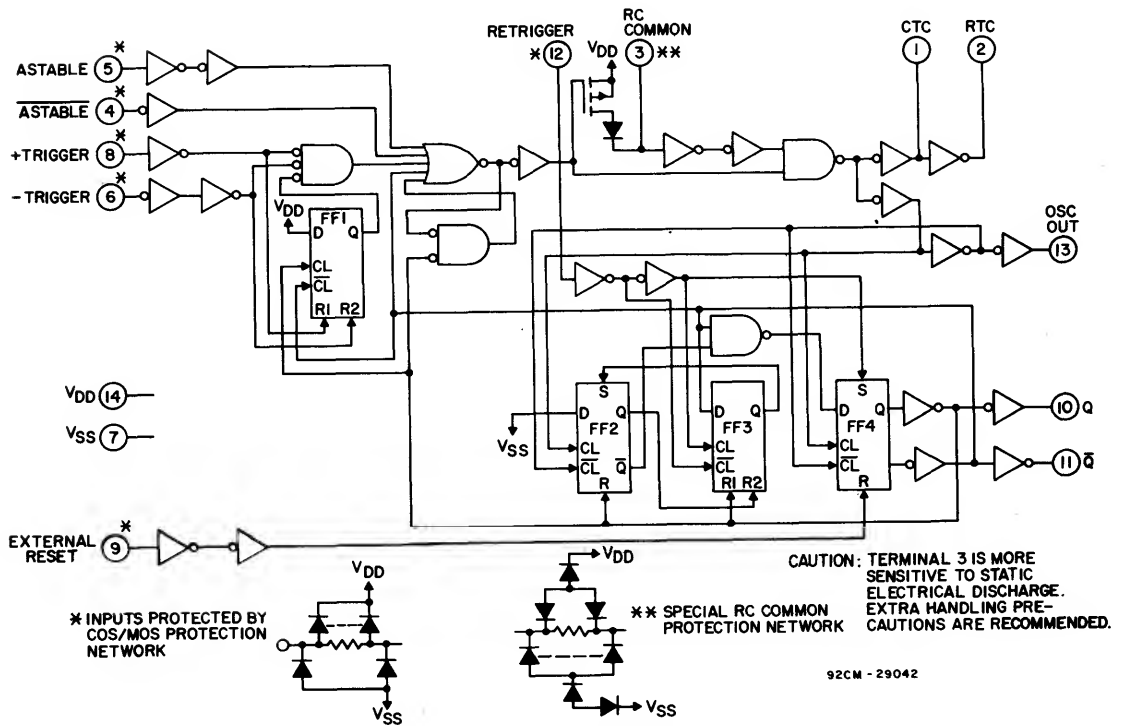 RETRIGGER
* 12
RC
COMMON
3 **
CTC
1
RTC
2
VDD
ASTABLE 5 *
ASTABLE 4 *
+TRIGGER 8 *
-TRIGGER 6 *
VDD
FF1
D Q
CL
CL
R1 R2
OSC
OUT
13
VDD 14
VSS 7
S
D Q
FF2
CL
CL Q
R
VSS
D Q
FF3
CL
CL
R1 R2
S
D Q
FF4
CL
CL
R
10 Q
11 Q
EXTERNAL
RESET
9 *
* INPUTS PROTECTED BY
COS/MOS PROTECTION
NETWORK
VDD
VSS
VDD
VSS
** SPECIAL RC COMMON
PROTECTION NETWORK
CAUTION: TERMINAL 3 IS MORE
SENSITIVE TO STATIC
ELECTRICAL DISCHARGE.
EXTRA HANDLING PRE-
CAUTIONS ARE RECOMMENDED.
92CM-29042